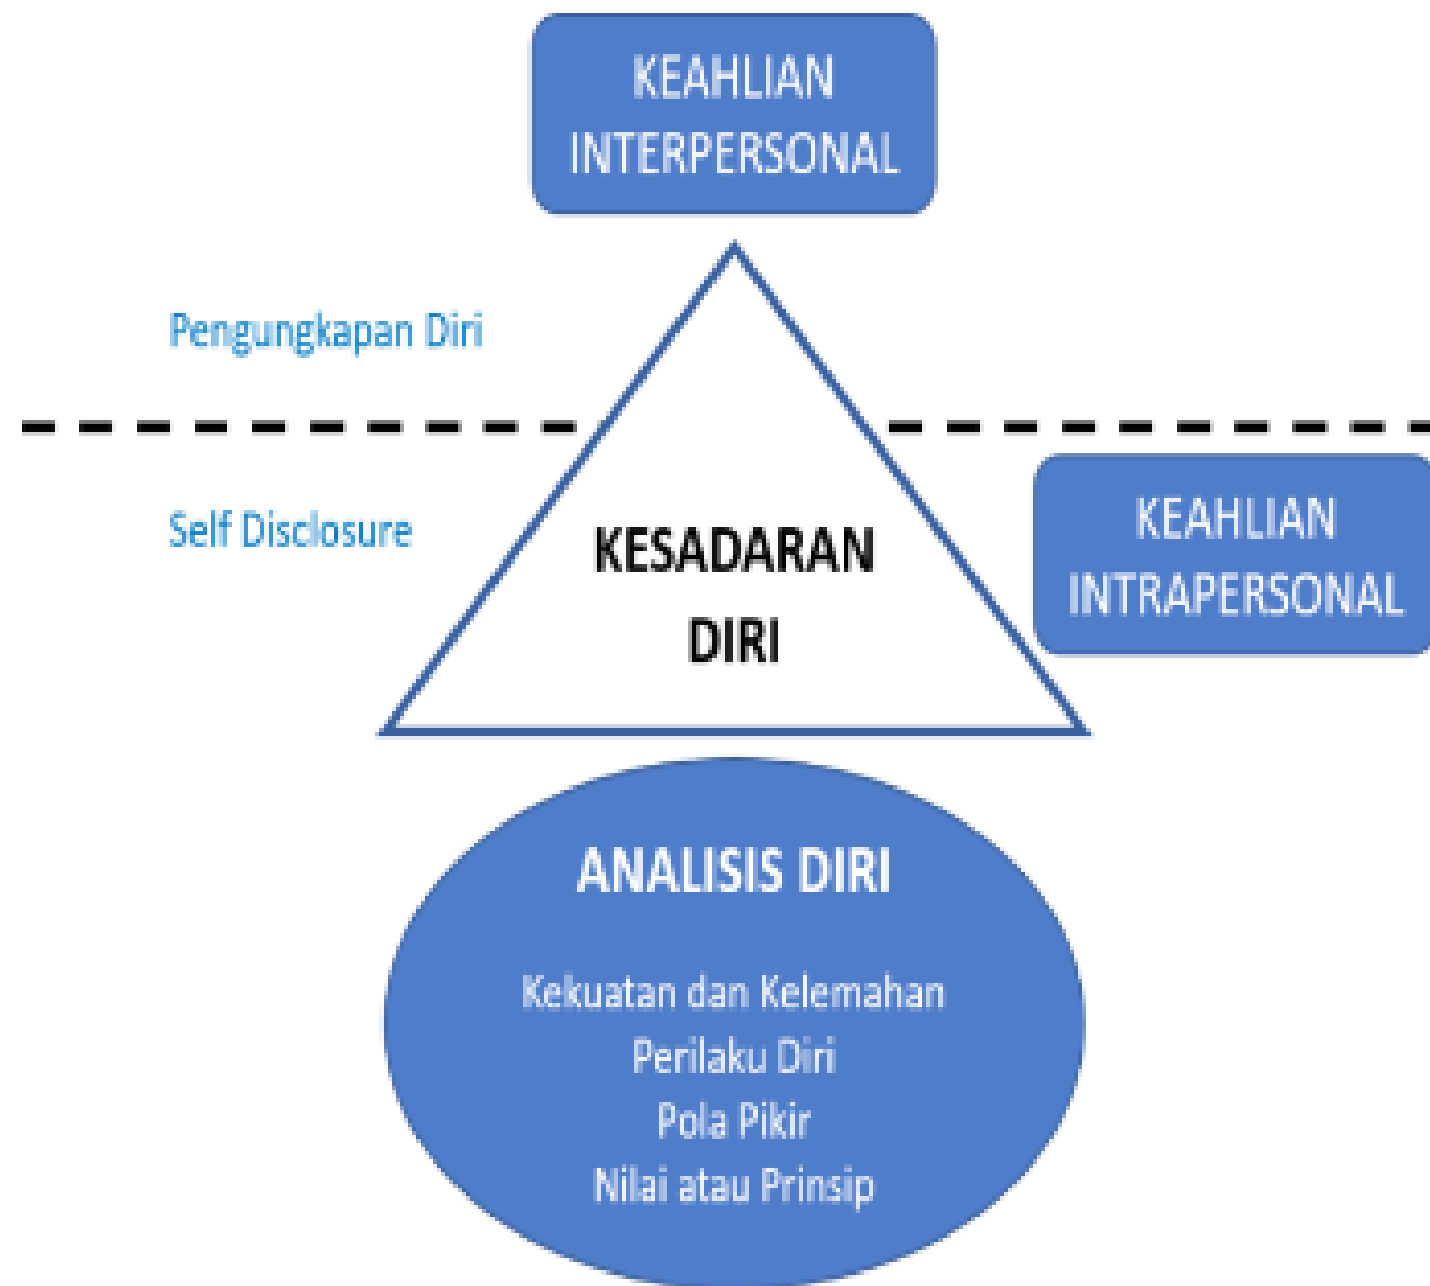 KEAHLIAN
INTERPERSONAL
Pengungkapan Diri
Self Disclosure
KESADARAN
DIRI
KEAHLIAN
INTRAPERSONAL
ANALISIS DIRI
Kekuatan dan Kelemahan
Perilaku Diri
Pola Pikir
Nilai atau Prinsip